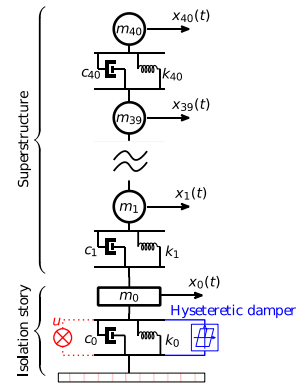 x40(t)
m40
c40
k40
x39(t)
m39
Superstructure
x1(t)
m1
c1
k1
x0(t)
m0
Hyseteretic damper
u
c0
k0
Isolation story